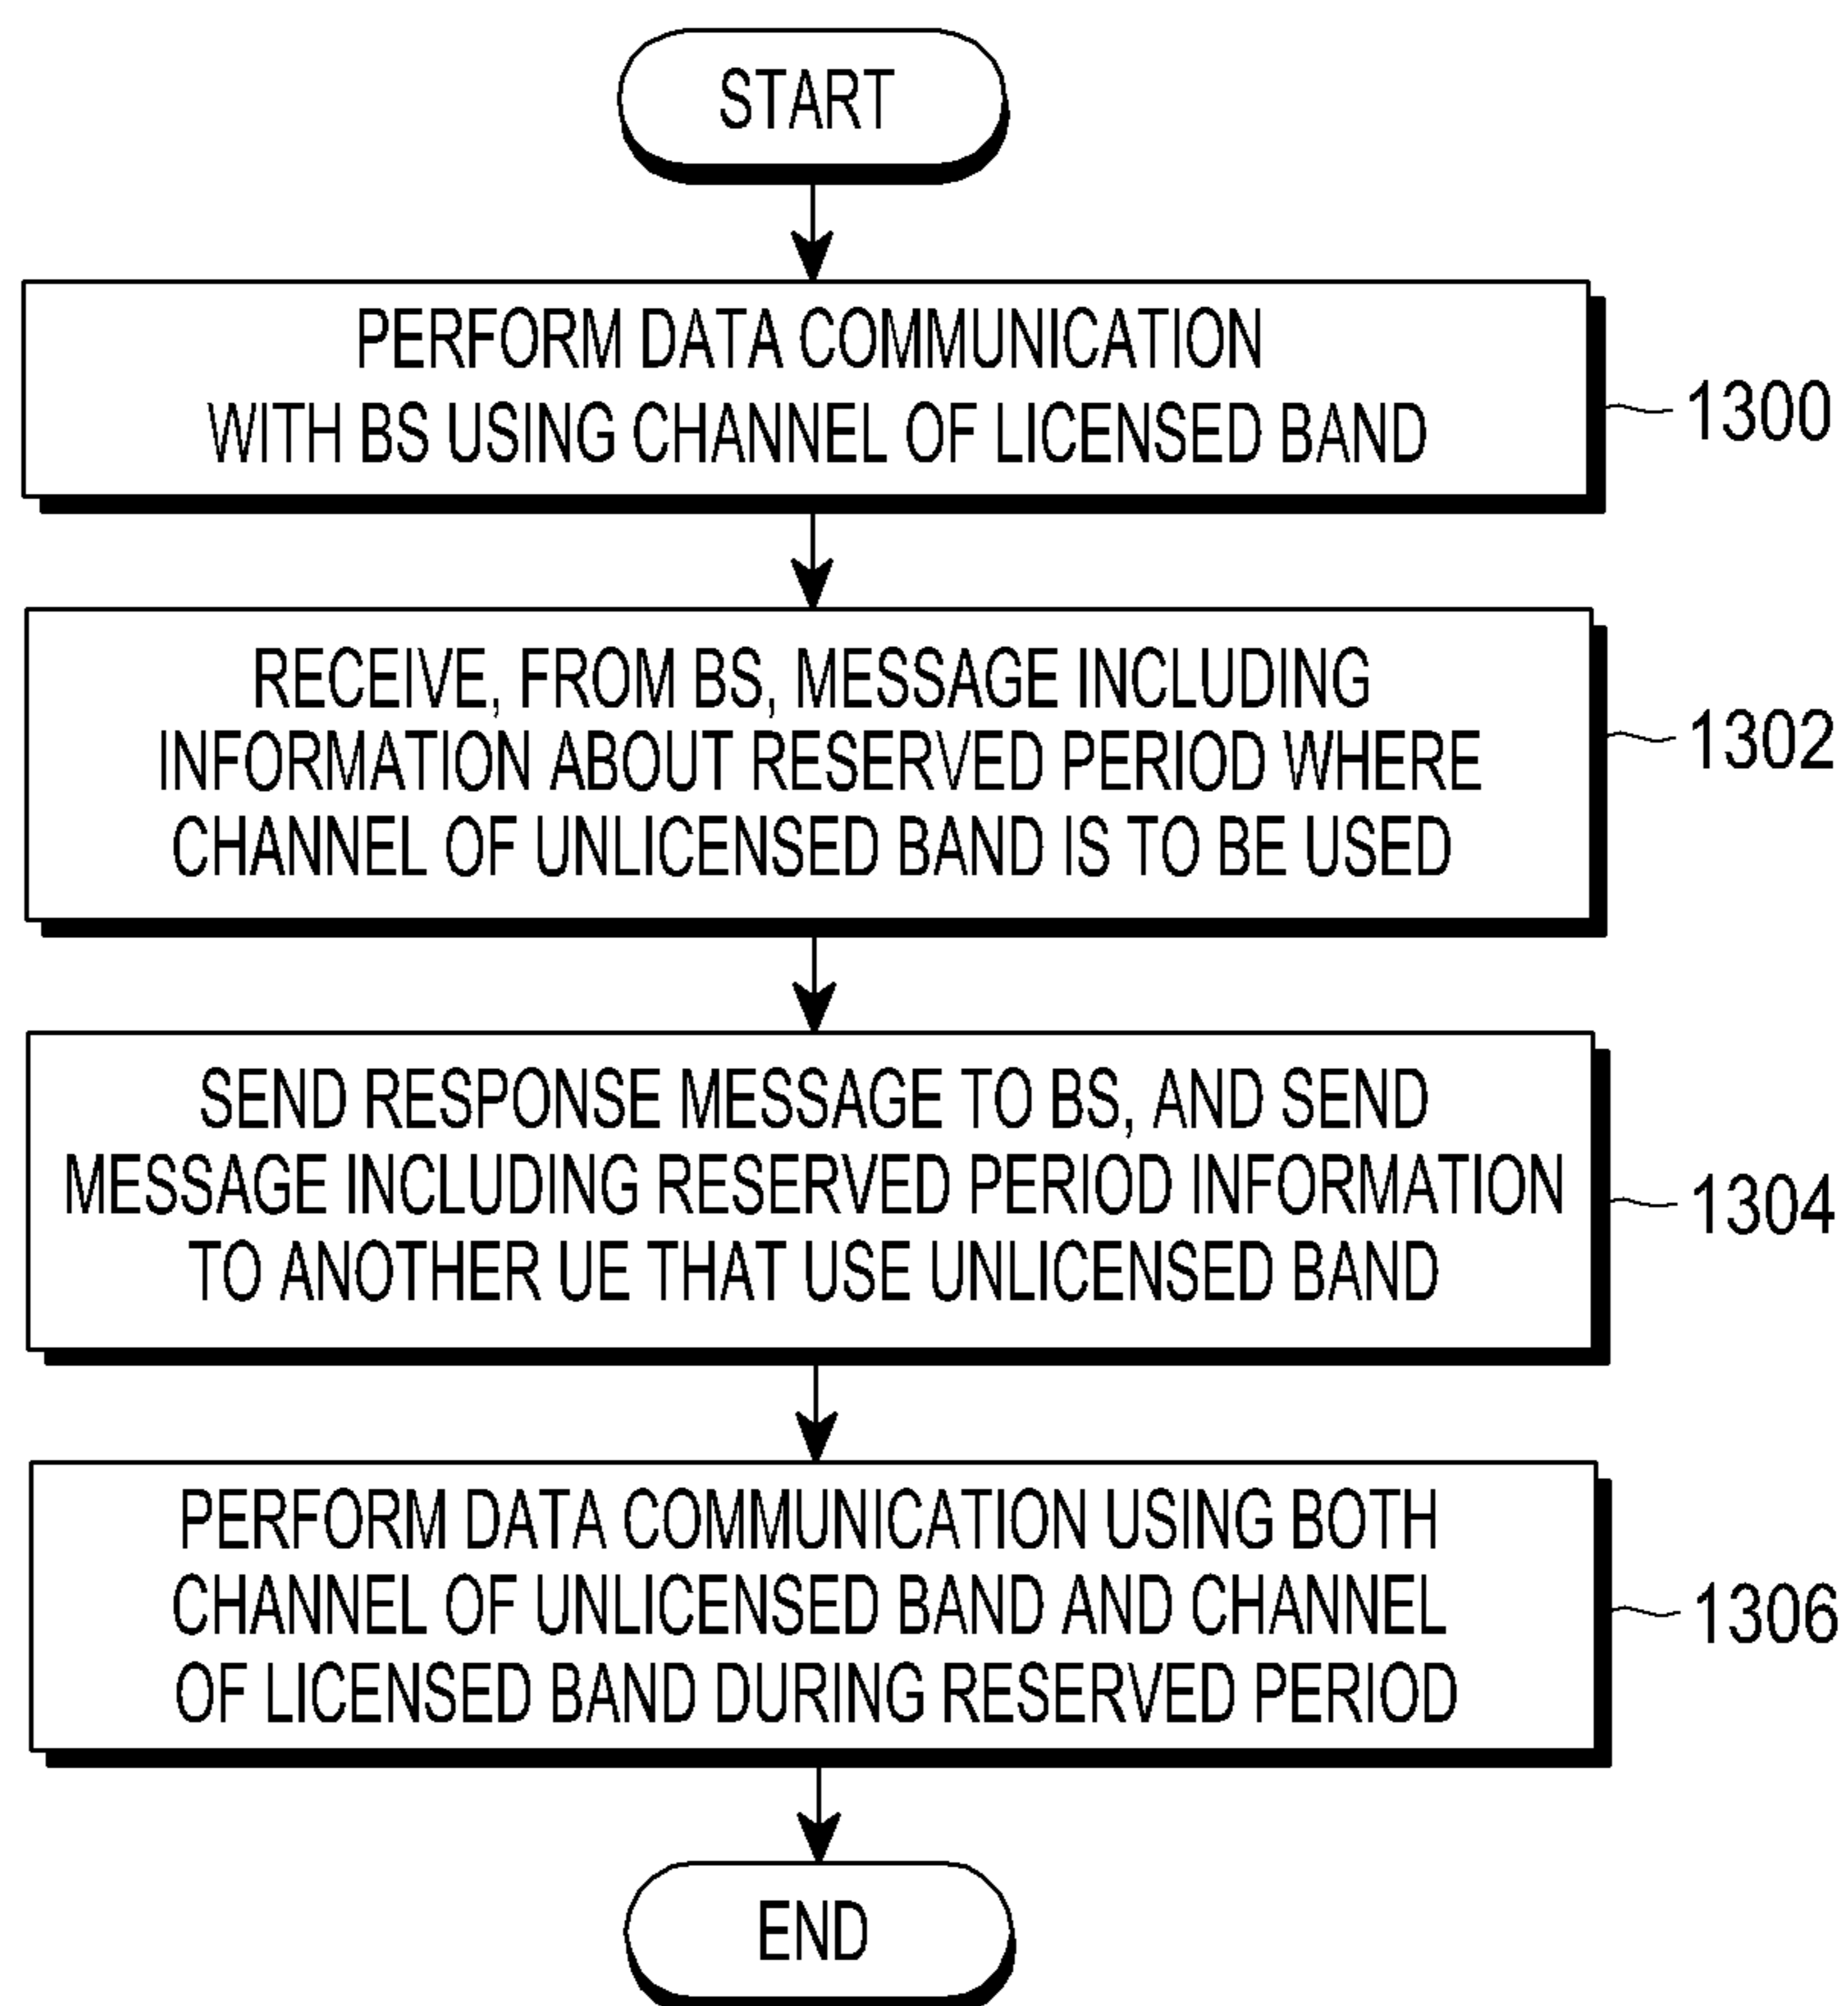 START
PERFORM DATA COMMUNICATION
WITH BS USING CHANNEL OF LICENSED BAND
1300
RECEIVE, FROM BS, MESSAGE INCLUDING
INFORMATION ABOUT RESERVED PERIOD WHERE
CHANNEL OF UNLICENSED BAND IS TO BE USED
1302
SEND RESPONSE MESSAGE TO BS, AND SEND
MESSAGE INCLUDING RESERVED PERIOD INFORMATION
TO ANOTHER UE THAT USE UNLICENSED BAND
1304
PERFORM DATA COMMUNICATION USING BOTH
CHANNEL OF UNLICENSED BAND AND CHANNEL
OF LICENSED BAND DURING RESERVED PERIOD
1306
END